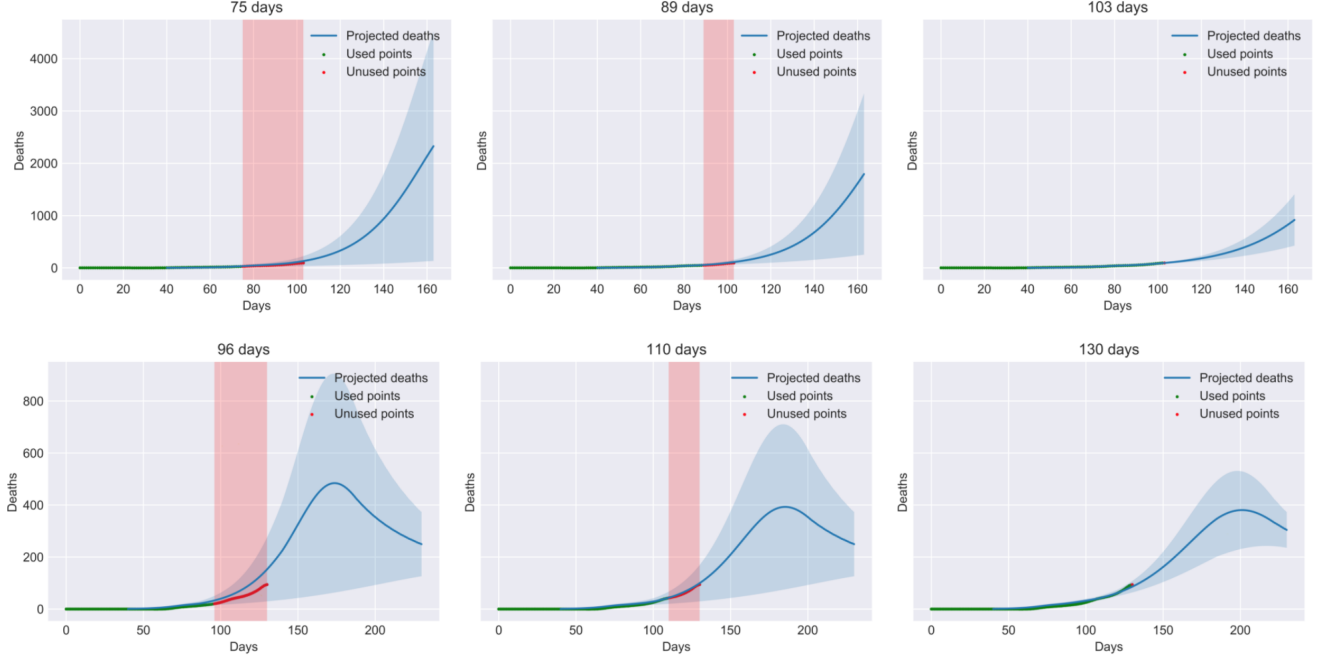 75 days
Projected deaths
Used points
Unused points
4000
3000
2000
1000
0
Deaths
0 20 40 60 80 100 120 140 160
Days
89 days
Projected deaths
Used points
Unused points
Deaths
0 20 40 60 80 100 120 140 160
Days
103 days
Projected deaths
Used points
Unused points
Deaths
0 20 40 60 80 100 120 140 160
Days
96 days
Projected deaths
Used points
Unused points
800
600
400
200
0
Deaths
0 50 100 150 200
Days
110 days
Projected deaths
Used points
Unused points
Deaths
0 50 100 150 200
Days
130 days
Projected deaths
Used points
Unused points
Deaths
0 50 100 150 200
Days